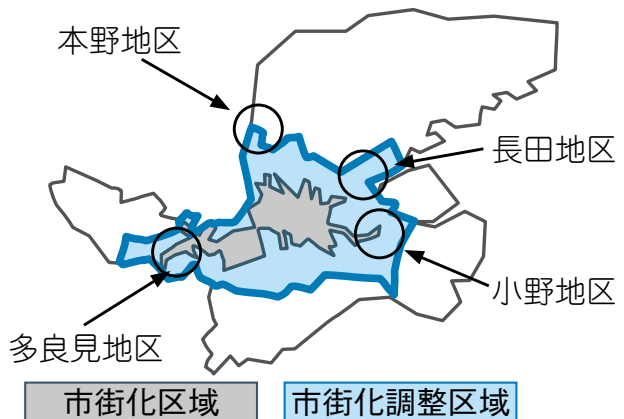 本野地区
長田地区
小野地区
多良見地区
市街化区域
市街化調整区域